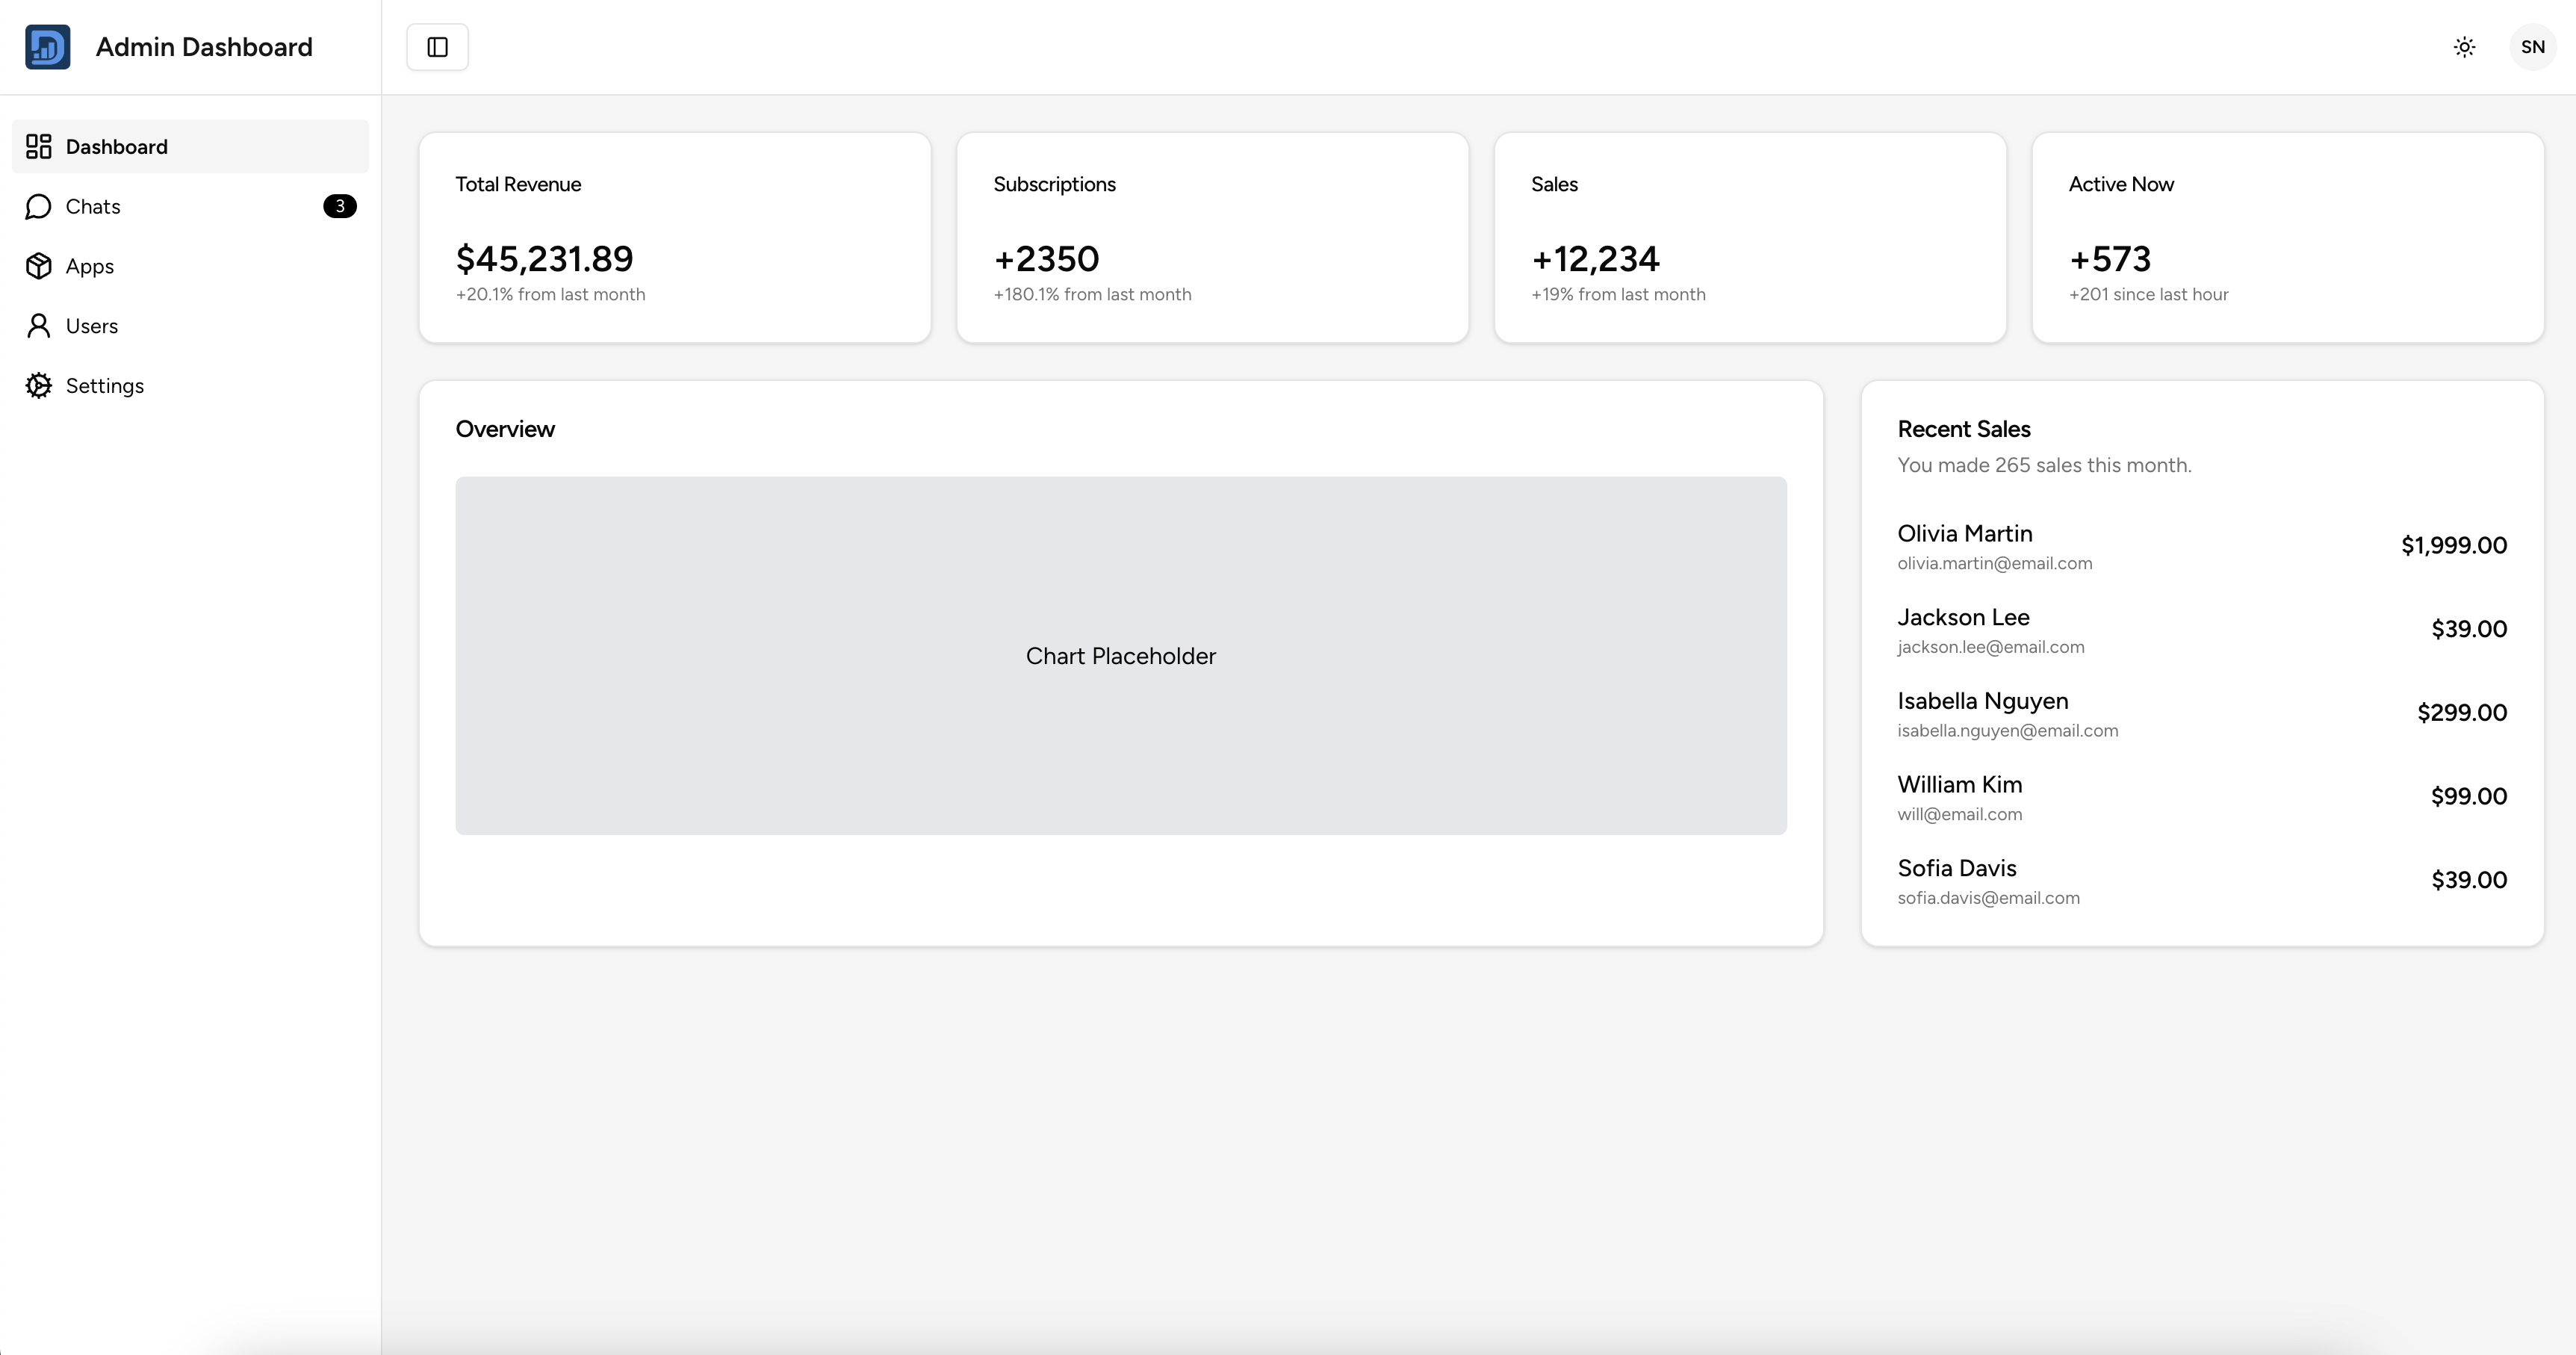 Admin Dashboard
SN
Dashboard
Chats
3
Apps
Users
Settings
Total Revenue
$45,231.89
+20.1% from last month
Subscriptions
+2350
+180.1% from last month
Sales
+12,234
+19% from last month
Active Now
+573
+201 since last hour
Overview
Chart Placeholder
Recent Sales
You made 265 sales this month.
Olivia Martin
olivia.martin@email.com
$1,999.00
Jackson Lee
jackson.lee@email.com
$39.00
Isabella Nguyen
isabella.nguyen@email.com
$299.00
William Kim
will@email.com
$99.00
Sofia Davis
sofia.davis@email.com
$39.00